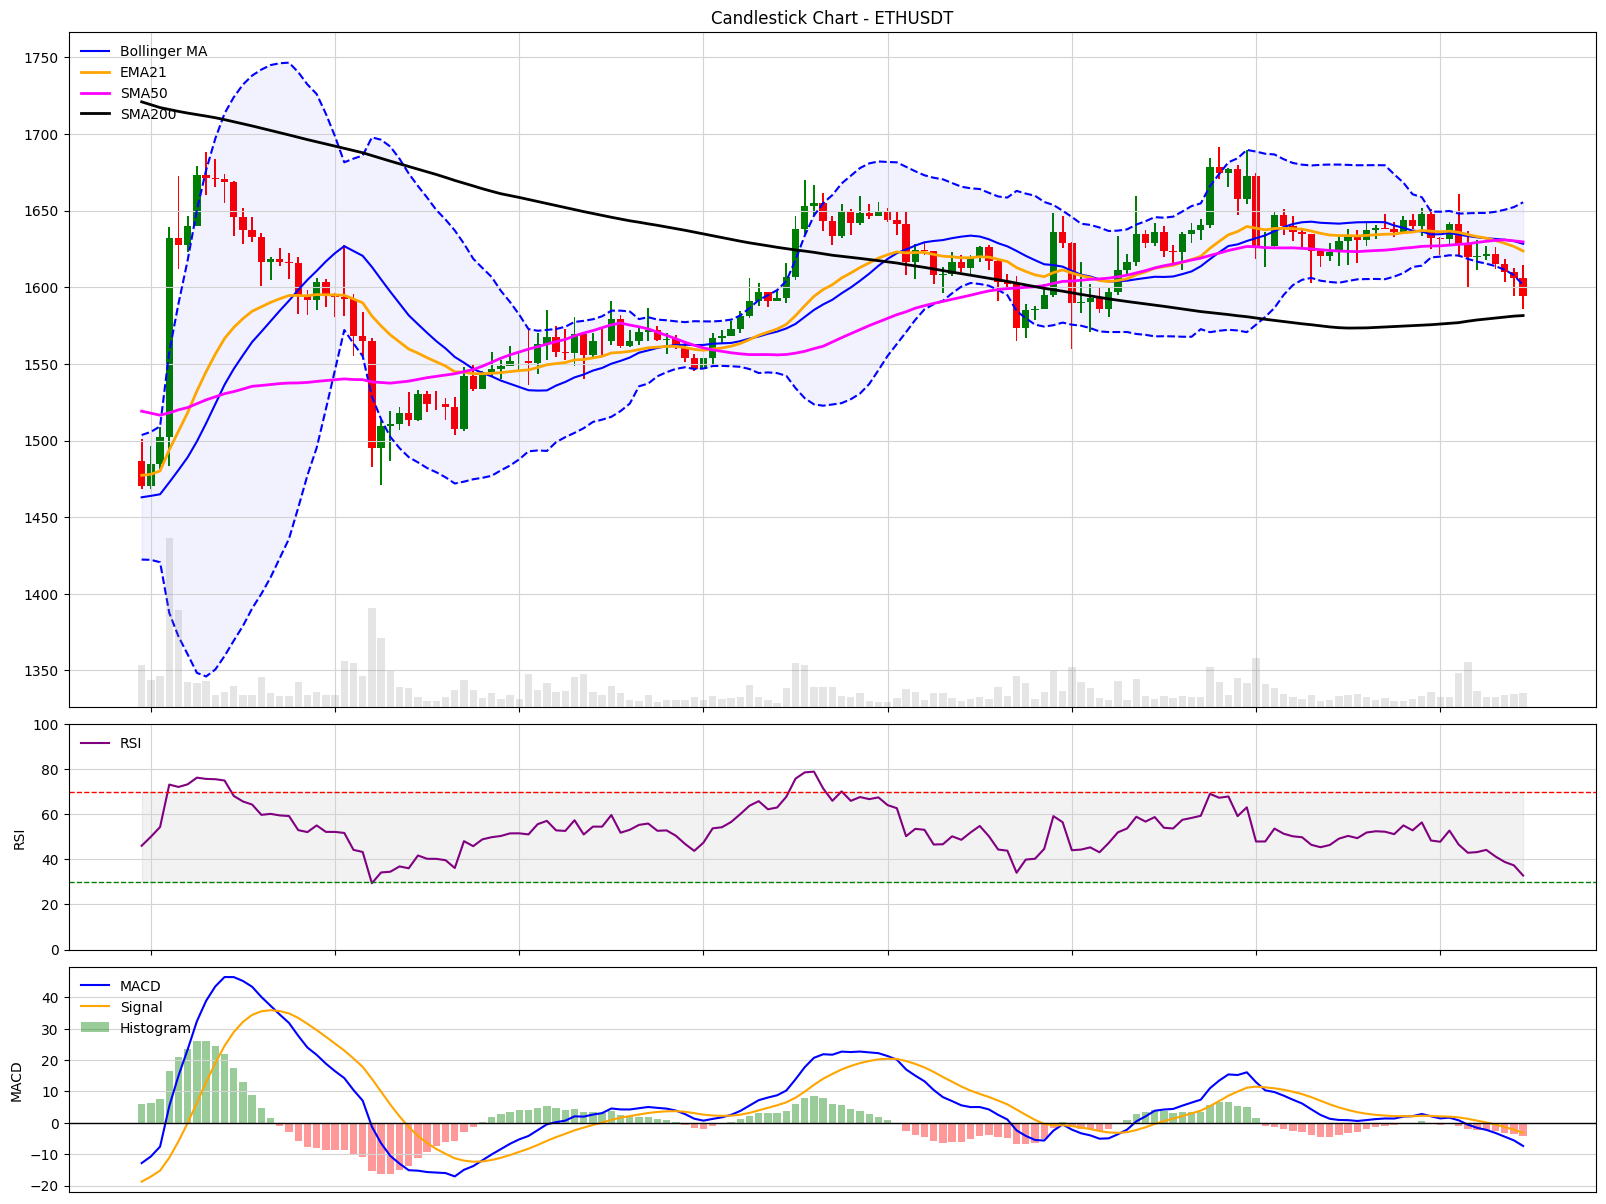 Candlestick Chart - ETHUSDT
Bollinger MA
EMA21
SMA50
SMA200
1750
1700
1650
1600
1550
1500
1450
1400
1350
RSI
100
80
60
40
20
0
RSI
MACD
Signal
Histogram
40
30
20
10
0
−10
−20
MACD